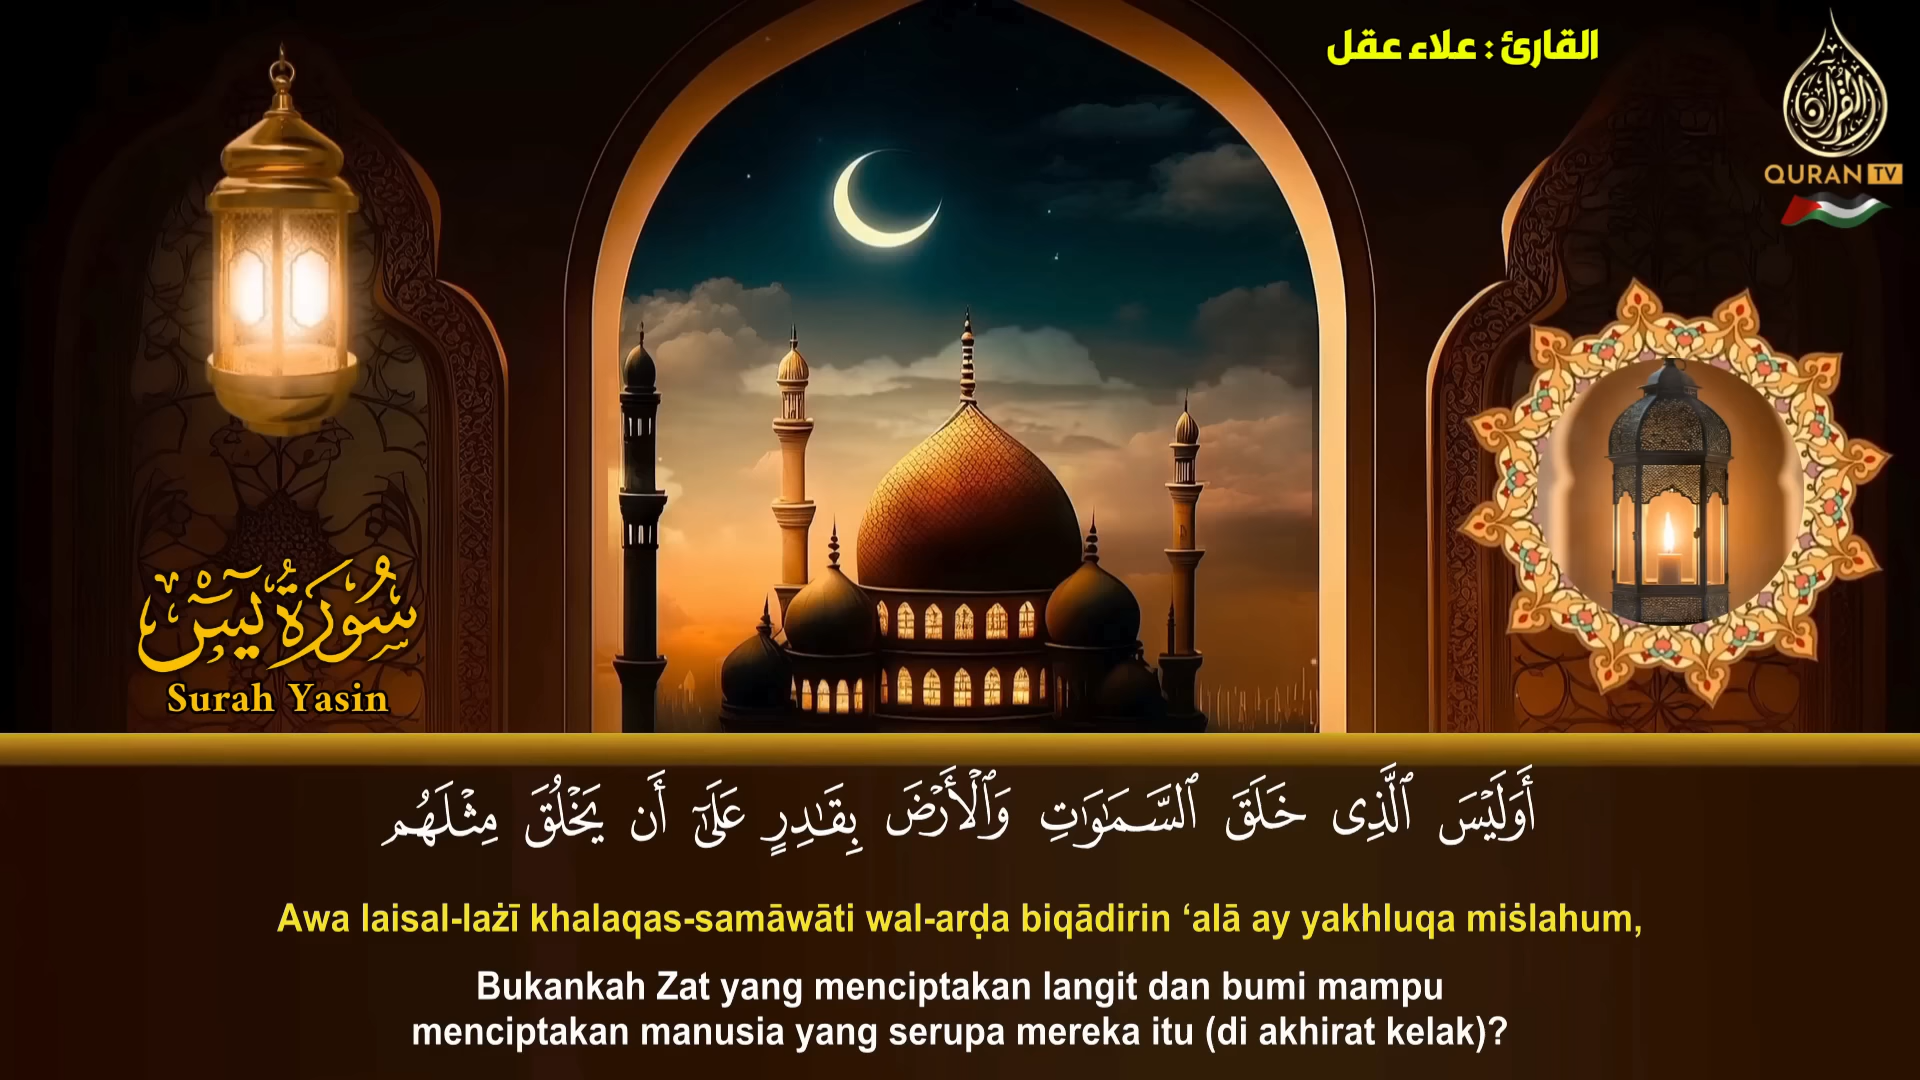 القارئ : علاء عقل
القرآن
QURAN TV
سُورَةُ يسٓ
Surah Yasin
أَوَلَيْسَ ٱلَّذِى خَلَقَ ٱلسَّمَـٰوَٰتِ وَٱلْأَرْضَ بِقَـٰدِرٍ عَلَىٰٓ أَن يَخْلُقَ مِثْلَهُم
Awa laisal-lażī khalaqas-samāwāti wal-arḍa biqādirin ‘alā ay yakhluqa miṡlahum,
Bukankah Zat yang menciptakan langit dan bumi mampu
menciptakan manusia yang serupa mereka itu (di akhirat kelak)?